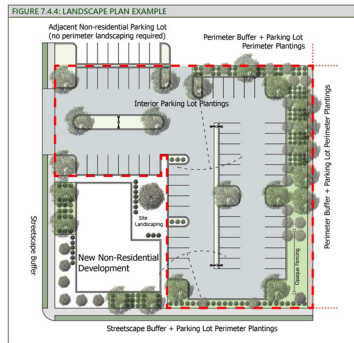 FIGURE 7.4.4: LANDSCAPE PLAN EXAMPLE
Adjacent Non-residential Parking Lot
(no perimeter landscaping required)
Perimeter Buffer + Parking Lot
Perimeter Plantings
Interior Parking Lot Plantings
Perimeter Buffer + Parking Lot Perimeter Plantings
Site
Landscaping
New Non-Residential
Development
Streetscape Buffer
Opaque Fencing
Streetscape Buffer + Parking Lot Perimeter Plantings